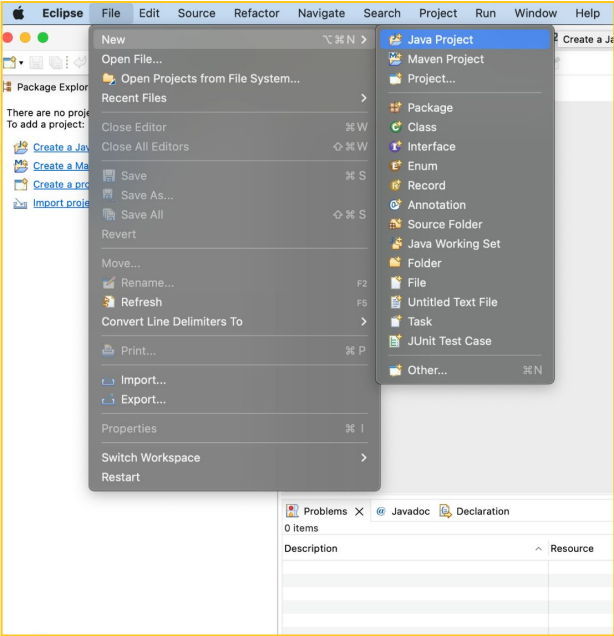 Eclipse File Edit Source Refactor Navigate Search Project Run Window Help
New ⌥⌘N >
Open File...
Open Projects from File System...
Recent Files >
Close Editor ⌘W
Close All Editors ⇧⌘W
Save ⌘S
Save As...
Save All ⇧⌘S
Revert
Move...
Rename... F2
Refresh F5
Convert Line Delimiters To >
Print... ⌘P
Import...
Export...
Properties ⌘I
Switch Workspace >
Restart
Java Project
Maven Project
Project...
Package
Class
Interface
Enum
Record
Annotation
Source Folder
Java Working Set
Folder
File
Untitled Text File
Task
JUnit Test Case
Other... ⌘N
Create a Ja
Package Explor
There are no proje
To add a project:
Create a Jav
Create a Ma
Create a pro
Import proje
Problems @ Javadoc Declaration
0 items
Description Resource